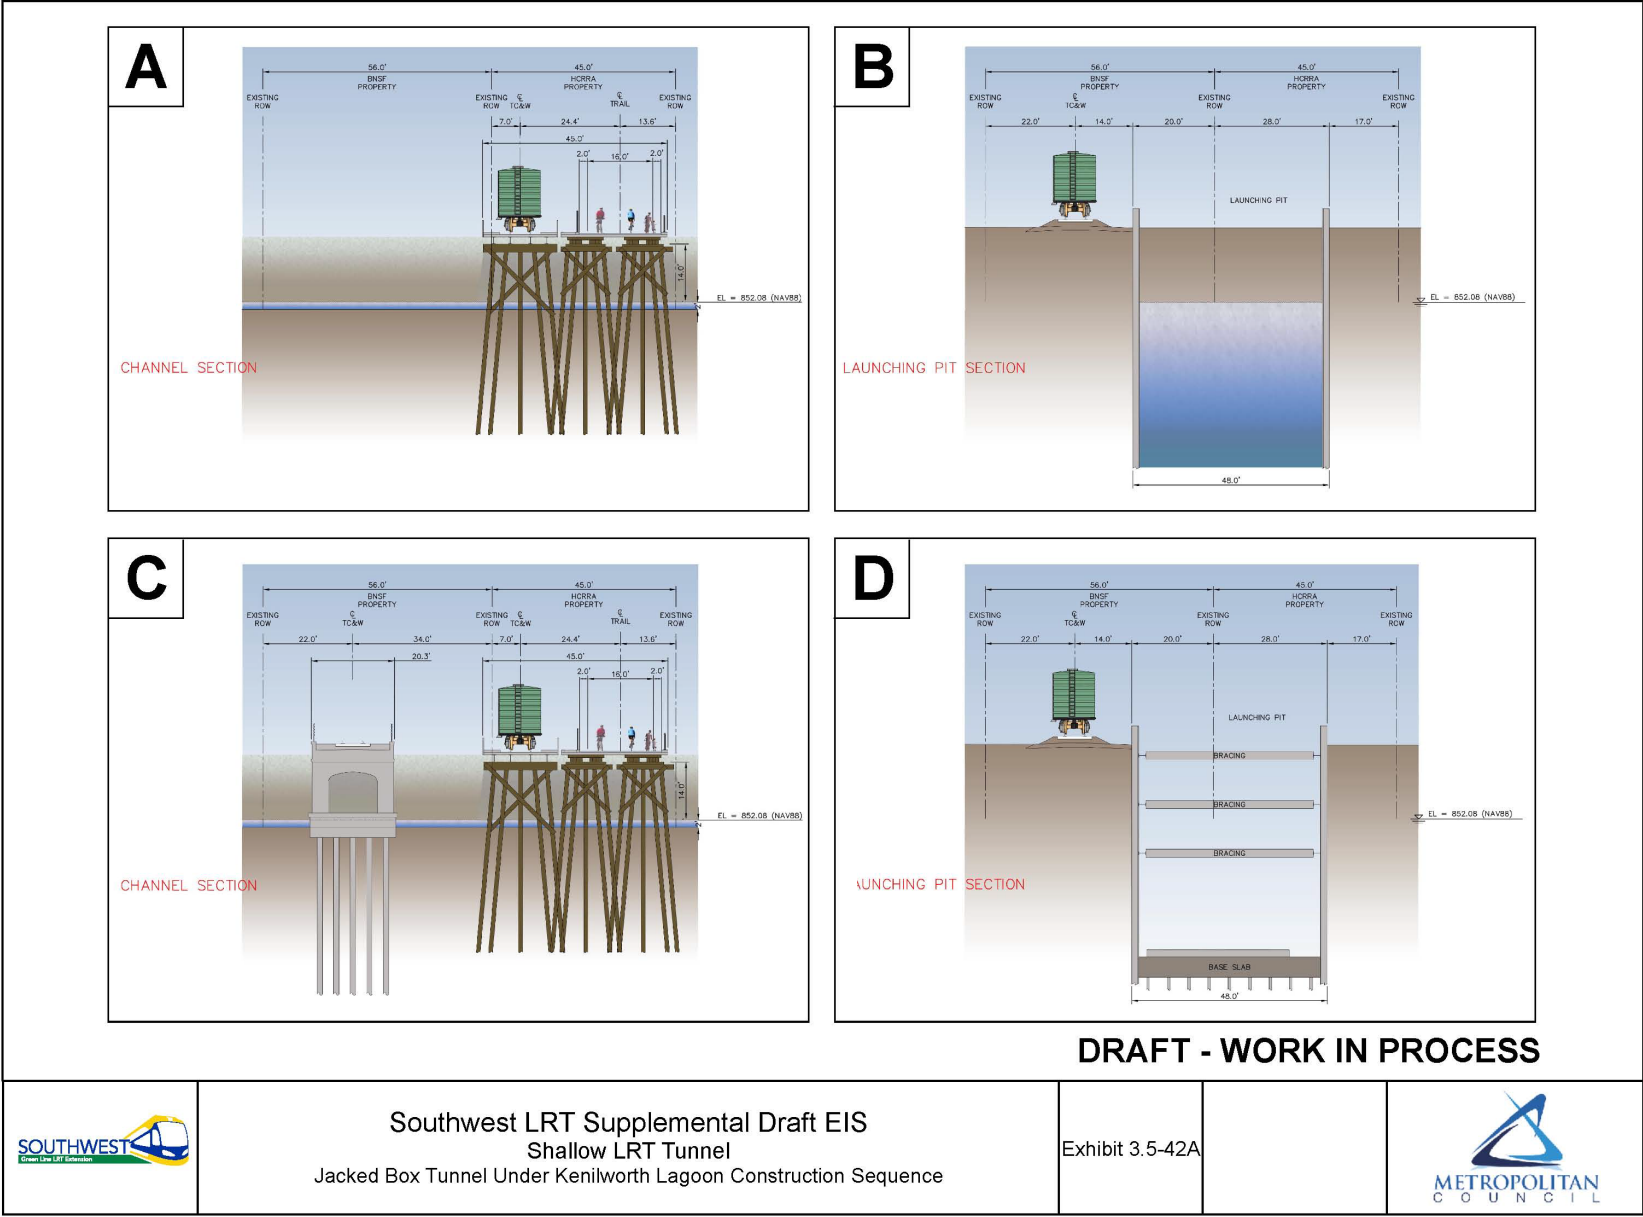 A
56.0'
45.0'
BNSF
PROPERTY
HCRRA
PROPERTY
EXISTING
ROW
EXISTING
ROW
℄
TC&W
℄
TRAIL
EXISTING
ROW
7.0'
24.4'
13.6'
45.0'
2.0'
16.0'
2.0'
14.0'
EL = 852.08 (NAV88)
CHANNEL SECTION
B
56.0'
45.0'
BNSF
PROPERTY
HCRRA
PROPERTY
EXISTING
ROW
℄
TC&W
EXISTING
ROW
EXISTING
ROW
22.0'
14.0'
20.0'
28.0'
17.0'
LAUNCHING PIT
EL = 852.08 (NAV88)
LAUNCHING PIT SECTION
48.0'
C
56.0'
45.0'
BNSF
PROPERTY
HCRRA
PROPERTY
EXISTING
ROW
℄
TC&W
EXISTING
ROW
℄
TC&W
℄
TRAIL
EXISTING
ROW
22.0'
34.0'
7.0'
24.4'
13.6'
20.3'
45.0'
2.0'
16.0'
2.0'
14.0'
EL = 852.08 (NAV88)
CHANNEL SECTION
D
56.0'
45.0'
BNSF
PROPERTY
HCRRA
PROPERTY
EXISTING
ROW
℄
TC&W
EXISTING
ROW
EXISTING
ROW
22.0'
14.0'
20.0'
28.0'
17.0'
LAUNCHING PIT
BRACING
BRACING
EL = 852.08 (NAV88)
BRACING
AUNCHING PIT SECTION
BASE SLAB
48.0'
DRAFT - WORK IN PROCESS
SOUTHWEST
Green Line LRT Extension
Southwest LRT Supplemental Draft EIS
Shallow LRT Tunnel
Jacked Box Tunnel Under Kenilworth Lagoon Construction Sequence
Exhibit 3.5-42A
METROPOLITAN
COUNCIL